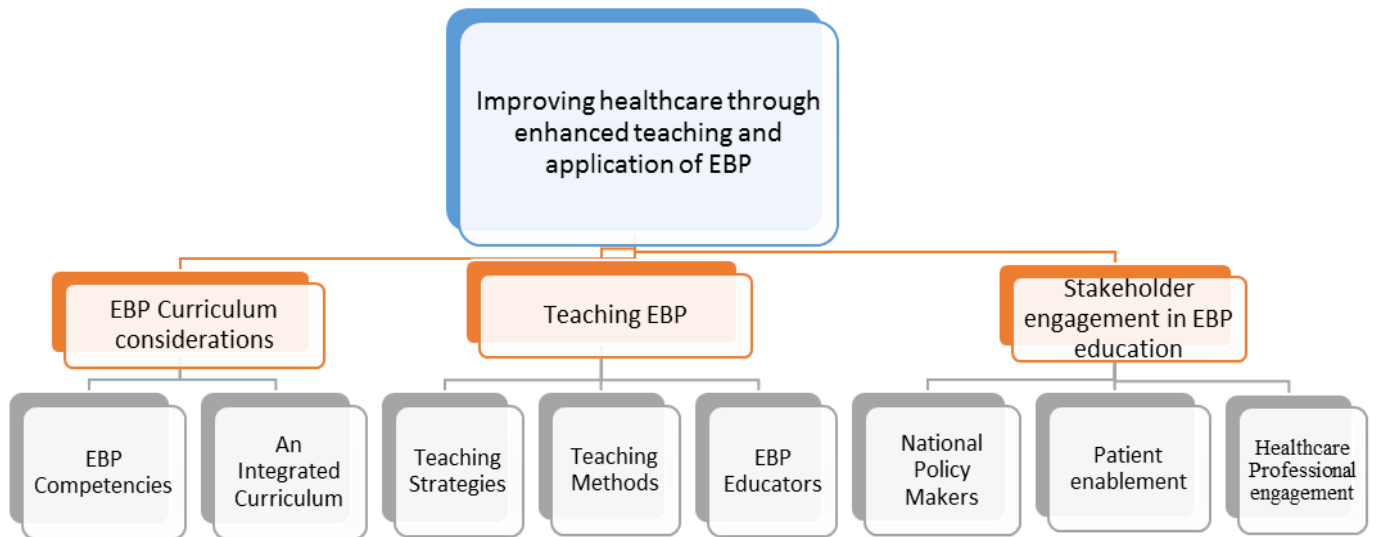 Improving healthcare through
enhanced teaching and
application of EBP
EBP Curriculum
considerations
Teaching EBP
Stakeholder
engagement in EBP
education
EBP
Competencies
An
Integrated
Curriculum
Teaching
Strategies
Teaching
Methods
EBP
Educators
National
Policy
Makers
Patient
enablement
Healthcare
Professional
engagement